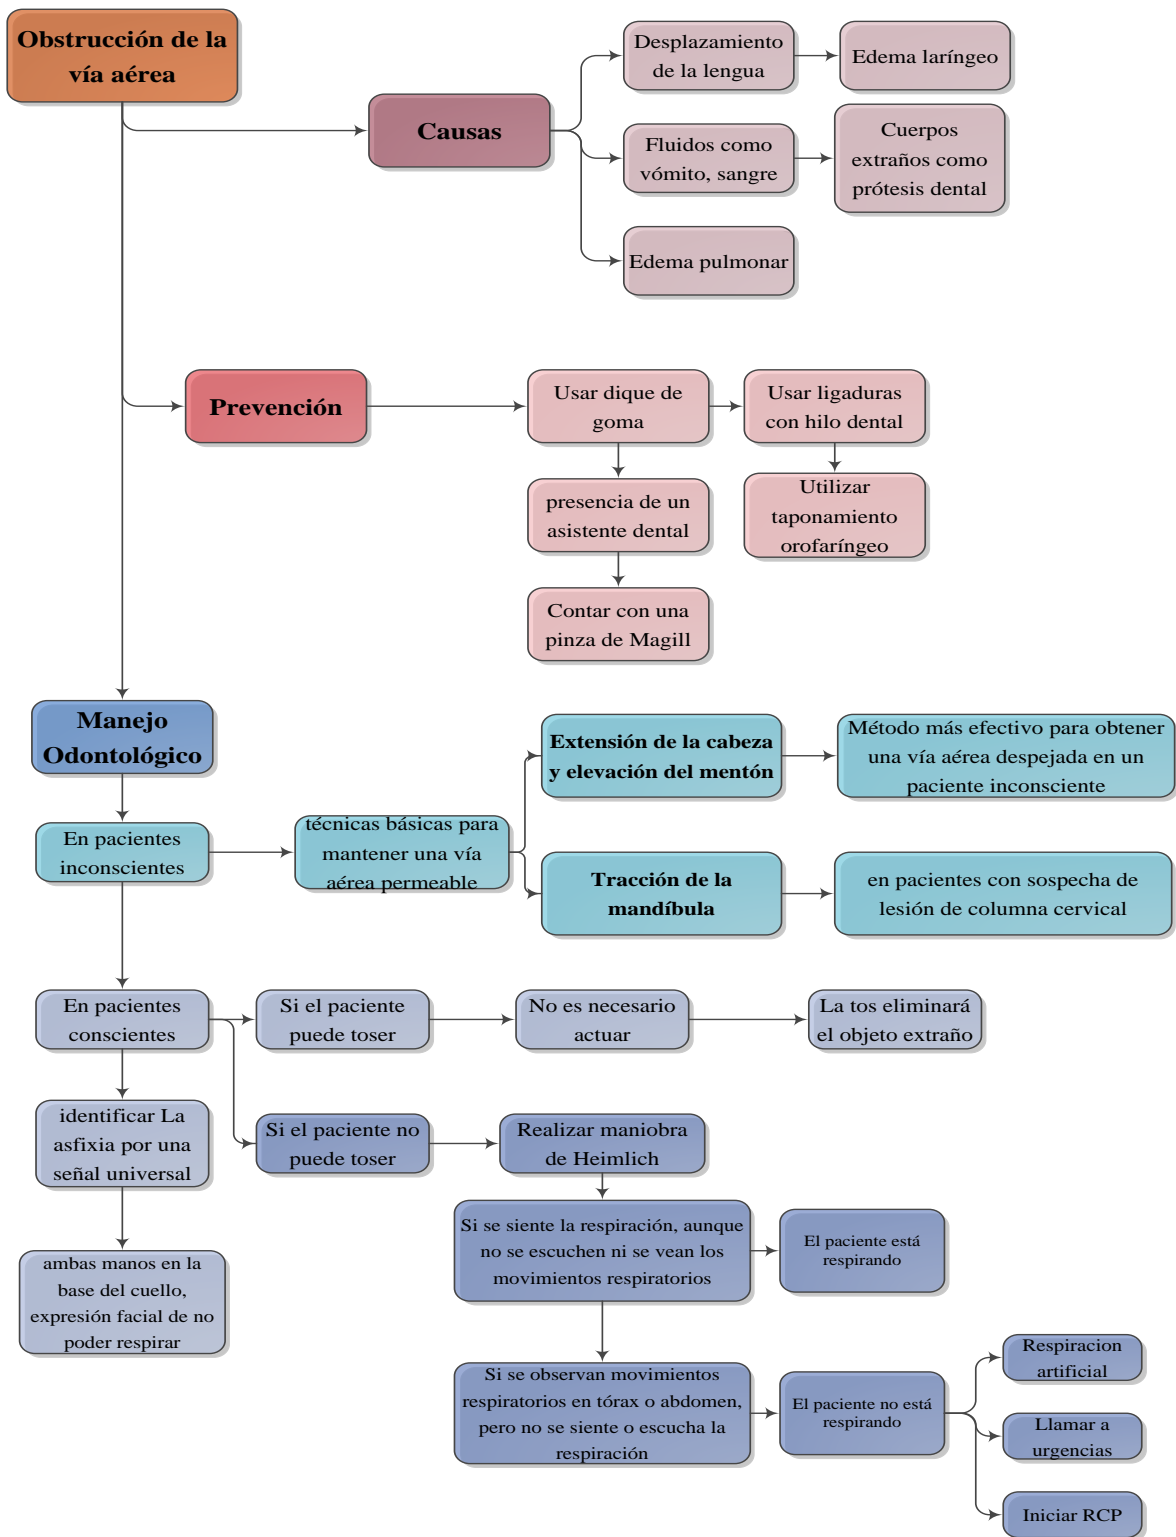 Obstrucción de la
vía aérea
Causas
Desplazamiento
de la lengua
Edema laríngeo
Fluidos como
vómito, sangre
Cuerpos
extraños como
prótesis dental
Edema pulmonar
Prevención
Usar dique de
goma
Usar ligaduras
con hilo dental
presencia de un
asistente dental
Utilizar
taponamiento
orofaríngeo
Contar con una
pinza de Magill
Manejo
Odontológico
En pacientes
inconscientes
técnicas básicas para
mantener una vía
aérea permeable
Extensión de la cabeza
y elevación del mentón
Método más efectivo para obtener
una vía aérea despejada en un
paciente inconsciente
Tracción de la
mandíbula
en pacientes con sospecha de
lesión de columna cervical
En pacientes
conscientes
Si el paciente
puede toser
No es necesario
actuar
La tos eliminará
el objeto extraño
identificar La
asfixia por una
señal universal
ambas manos en la
base del cuello,
expresión facial de no
poder respirar
Si el paciente no
puede toser
Realizar maniobra
de Heimlich
Si se siente la respiración, aunque
no se escuchen ni se vean los
movimientos respiratorios
El paciente está
respirando
Si se observan movimientos
respiratorios en tórax o abdomen,
pero no se siente o escucha la
respiración
El paciente no está
respirando
Respiracion
artificial
Llamar a
urgencias
Iniciar RCP